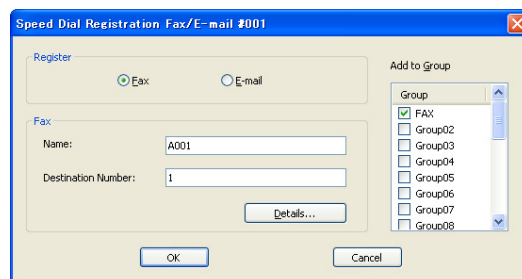 Speed Dial Registration Fax/E-mail #001
Register
Fax
E-mail
Fax
Name:
A001
Destination Number:
1
Details...
Add to Group
Group
FAX
Group02
Group03
Group04
Group05
Group06
Group07
Group08
OK
Cancel